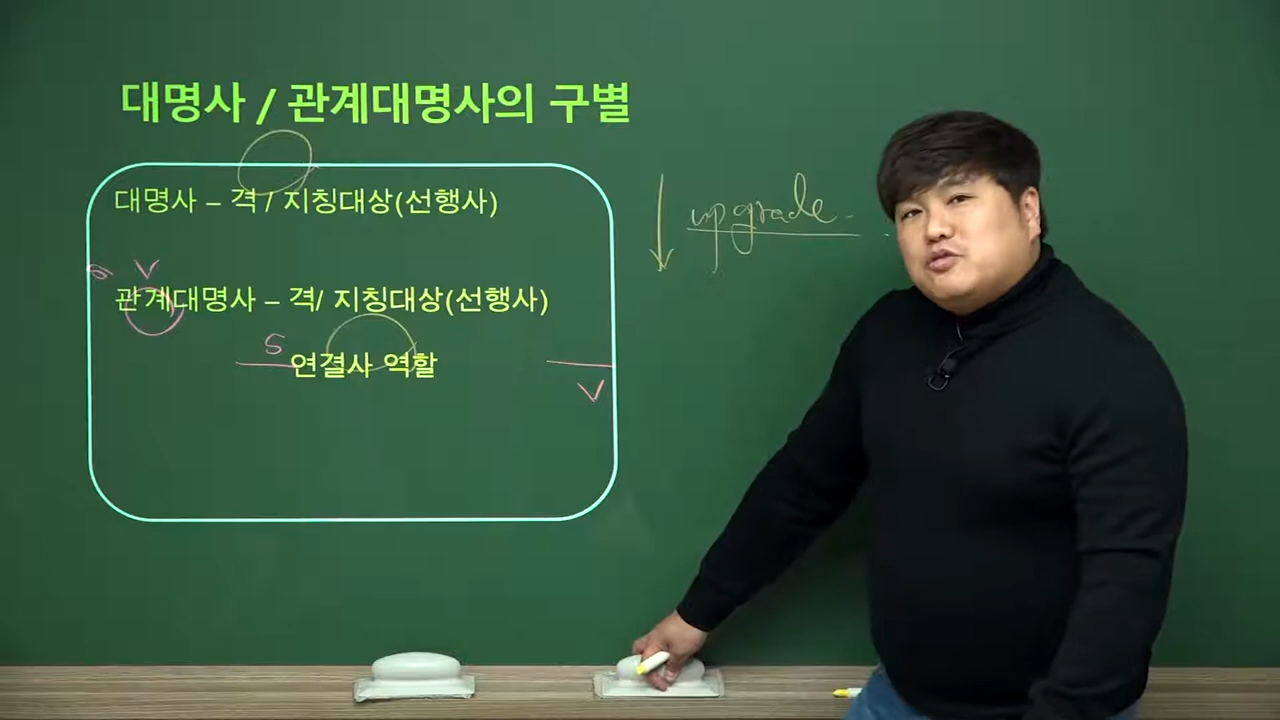 대명사 / 관계대명사의 구별
대명사 – 격 / 지칭대상(선행사)
upgrade.
V
관계대명사 – 격/ 지칭대상(선행사)
S
연결사 역할
V